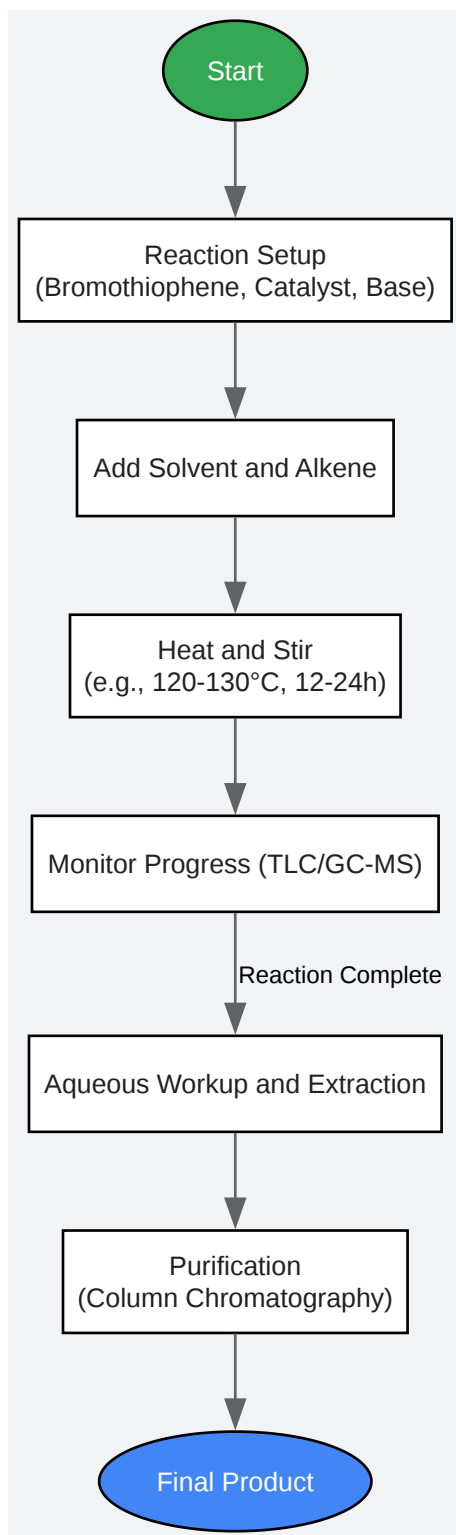 Start
Reaction Setup
(Bromothiophene, Catalyst, Base)
Add Solvent and Alkene
Heat and Stir
(e.g., 120-130°C, 12-24h)
Monitor Progress (TLC/GC-MS)
Reaction Complete
Aqueous Workup and Extraction
Purification
(Column Chromatography)
Final Product